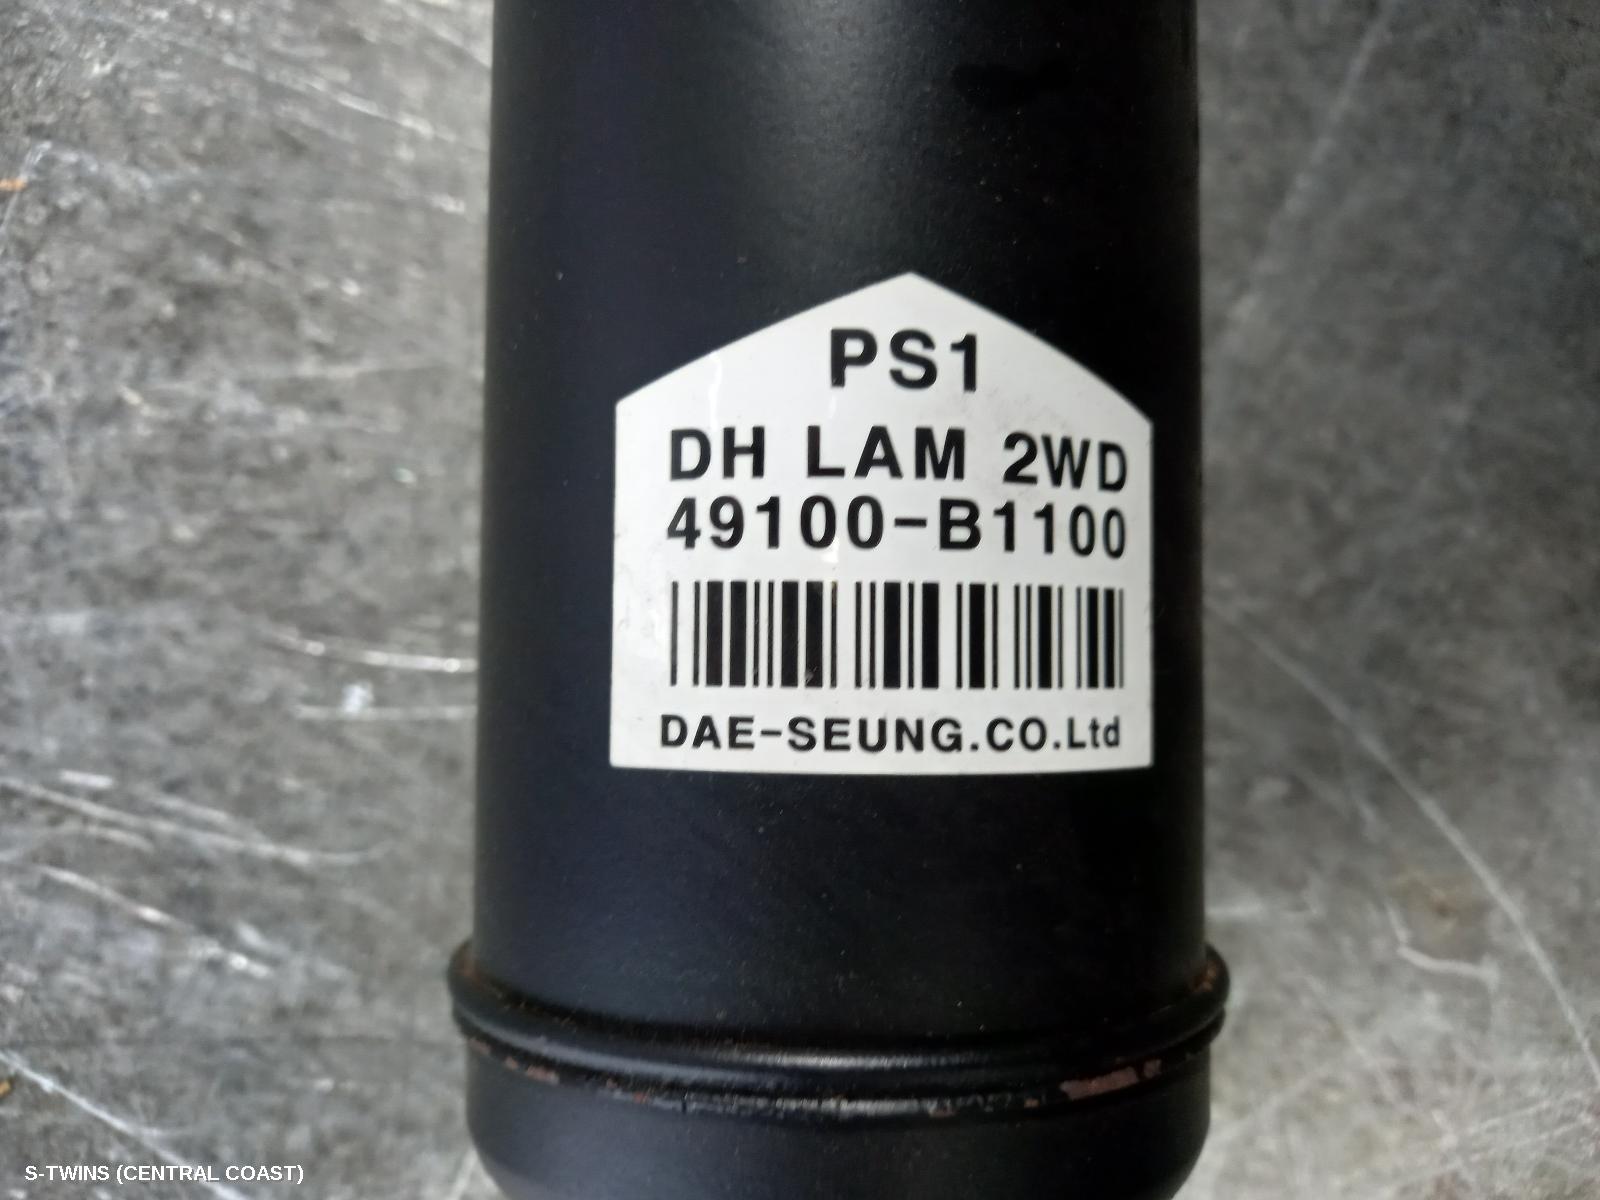 PS1
DH LAM 2WD
49100-B1100
DAE-SEUNG.CO.Ltd
S-TWINS (CENTRAL COAST)